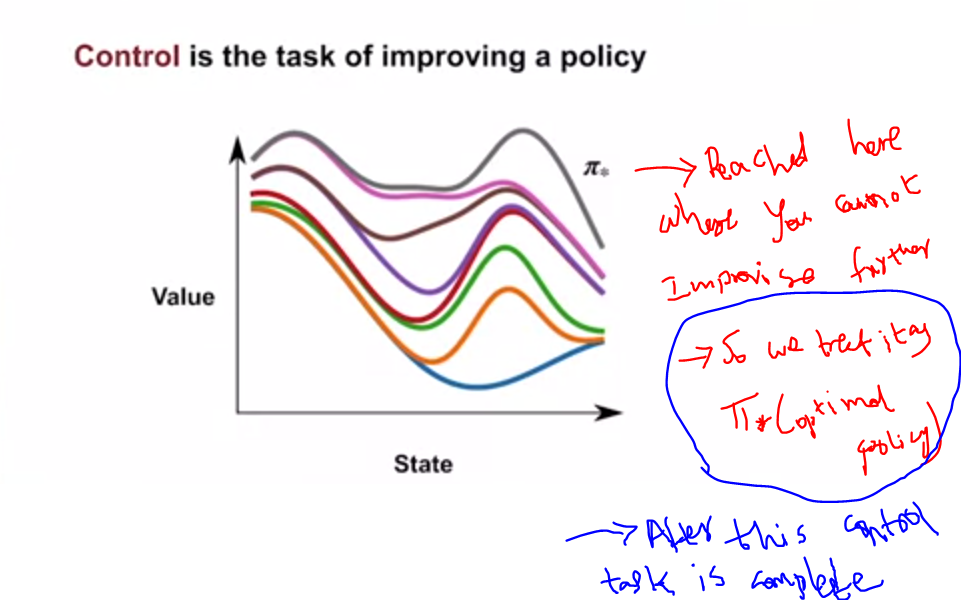 Control is the task of improving a policy
π*
Value
State
→ Reached here
where you cannot
Improvise further
→ So we treat it as
π* (optimal
policy)
→ After this control
task is complete